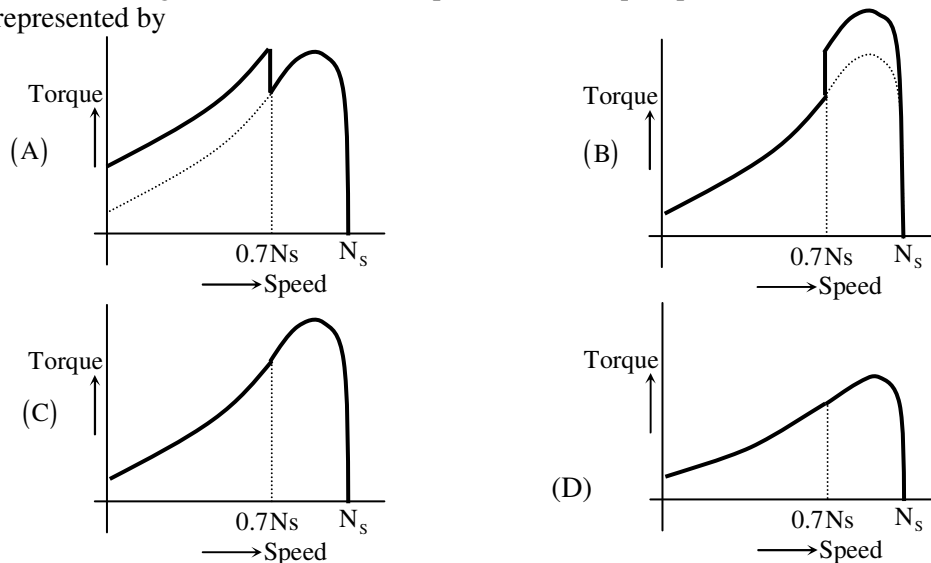 represented by
Torque
(A)
0.7Ns
N_s
Speed
Torque
(B)
0.7Ns
N_s
Speed
Torque
(C)
0.7Ns
N_s
Speed
Torque
(D)
0.7Ns
N_s
Speed